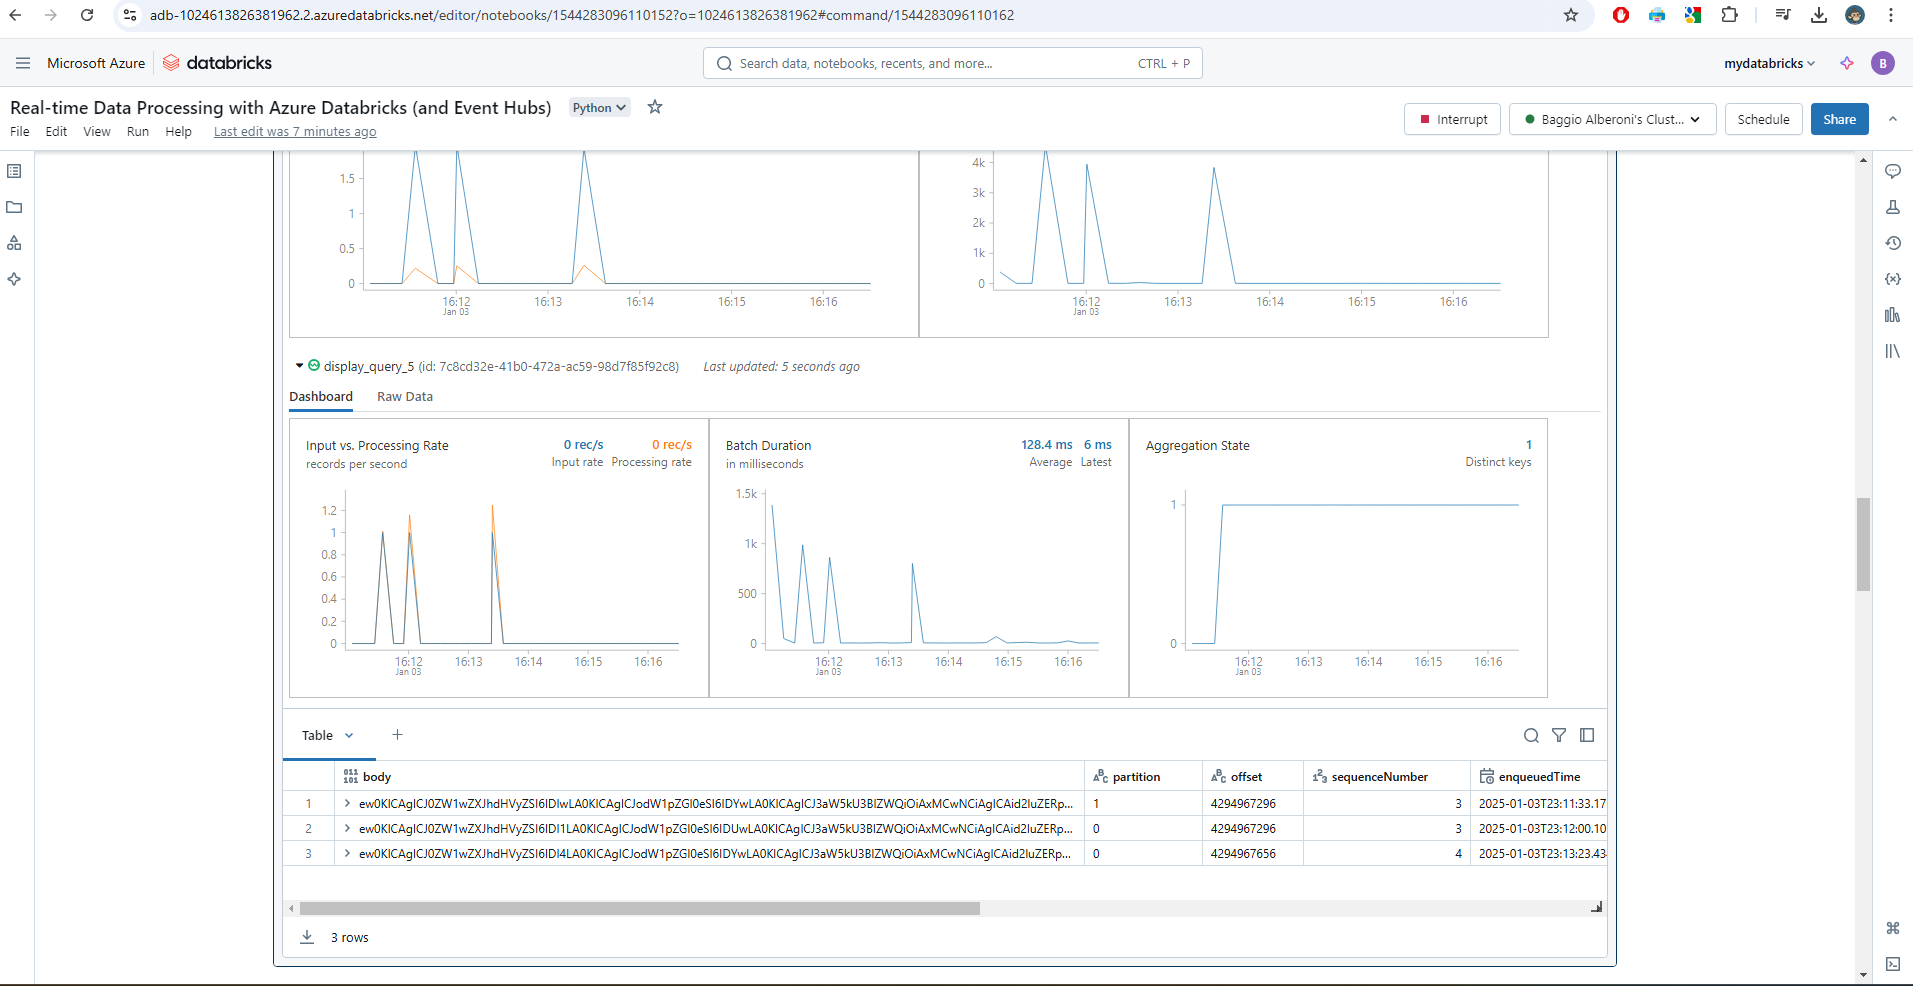 adb-1024613826381962.2.azuredatabricks.net/editor/notebooks/1544283096110152?o=1024613826381962#command/1544283096110162
Microsoft Azure databricks Search data, notebooks, recents, and more... CTRL + P mydatabricks B
Real-time Data Processing with Azure Databricks (and Event Hubs) Python
File Edit View Run Help Last edit was 7 minutes ago
Interrupt Baggio Alberoni's Clust... Schedule Share
1.5
1
0.5
0
16:12 16:13 16:14 16:15 16:16
Jan 03
4k
3k
2k
1k
0
16:12 16:13 16:14 16:15 16:16
Jan 03
display_query_5 (id: 7c8cd32e-41b0-472a-ac59-98d7f85f92c8) Last updated: 5 seconds ago
Dashboard Raw Data
Input vs. Processing Rate 0 rec/s 0 rec/s
records per second Input rate Processing rate
1.2
1
0.8
0.6
0.4
0.2
0
16:12 16:13 16:14 16:15 16:16
Jan 03
Batch Duration 128.4 ms 6 ms
in milliseconds Average Latest
1.5k
1k
500
0
16:12 16:13 16:14 16:15 16:16
Jan 03
Aggregation State 1
Distinct keys
1
0
16:12 16:13 16:14 16:15 16:16
Jan 03
Table +
body partition offset sequenceNumber enqueuedTime
1 1 4294967296 3 2025-01-03T23:11:33.17
2 0 4294967296 3 2025-01-03T23:12:00.10
3 0 4294967656 4 2025-01-03T23:13:23.43
3 rows